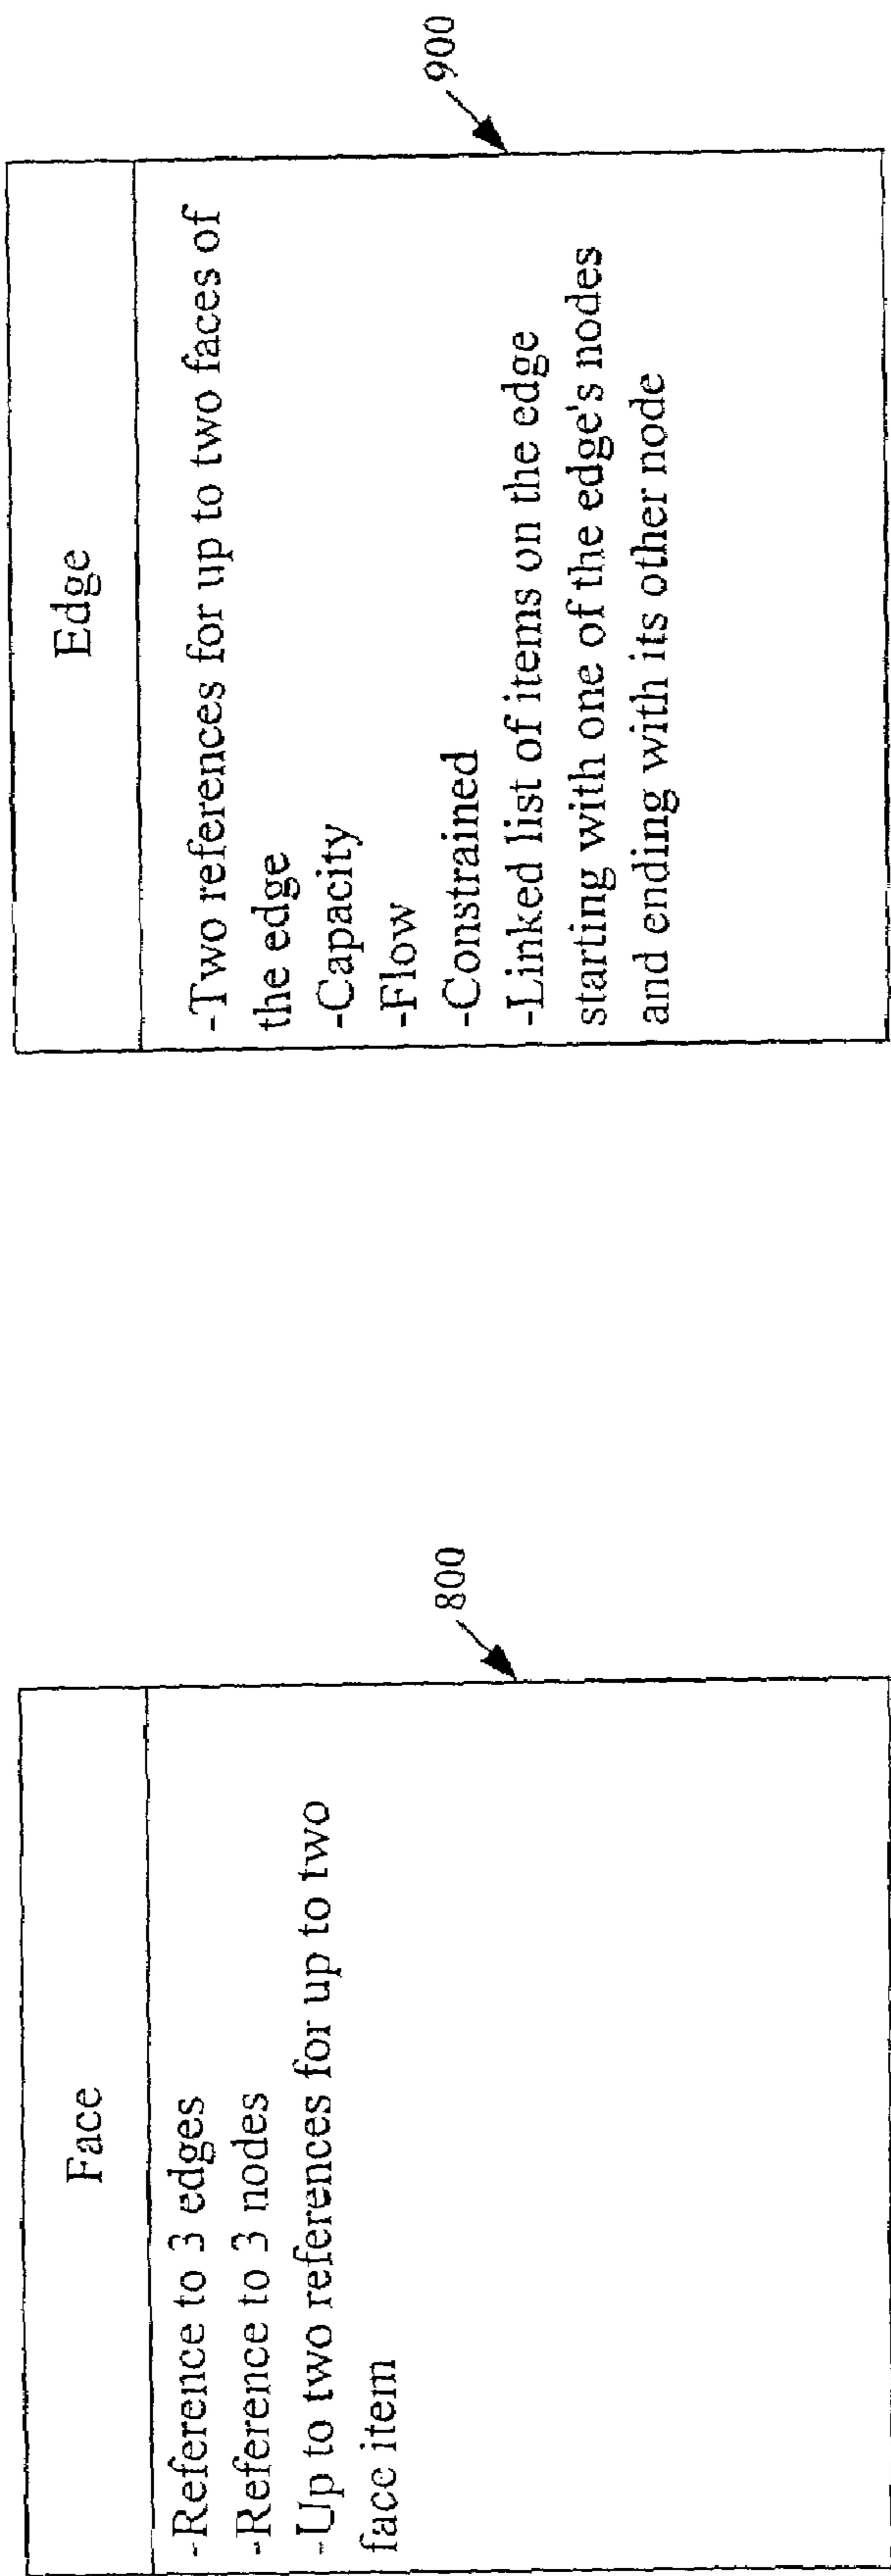 Face
-Reference to 3 edges
-Reference to 3 nodes
-Up to two references for up to two
face item
800
Edge
-Two references for up to two faces of
the edge
-Capacity
-Flow
-Constrained
-Linked list of items on the edge
starting with one of the edge's nodes
and ending with its other node
900